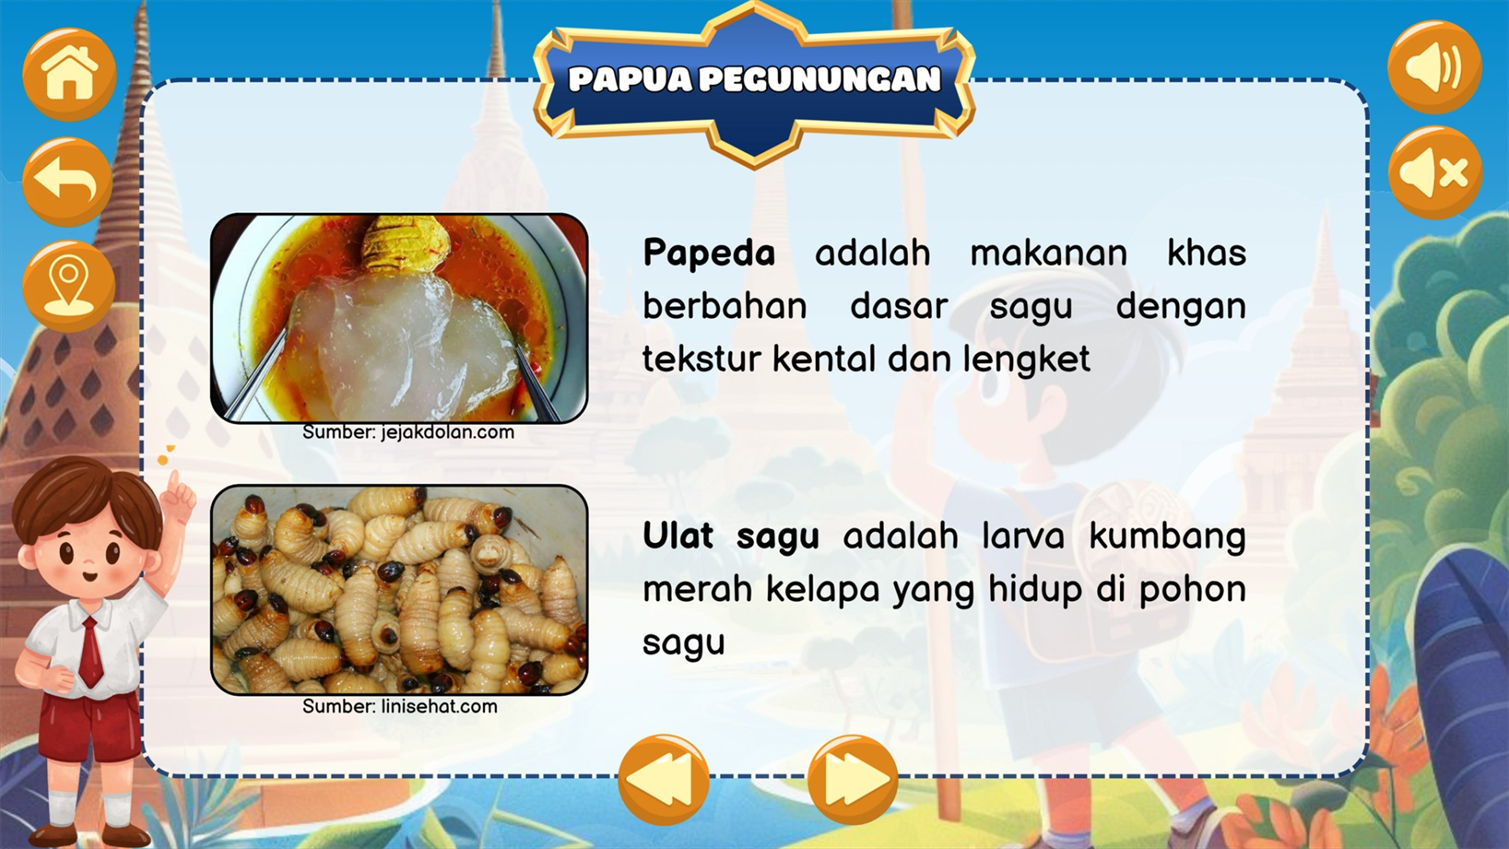 PAPUA PEGUNUNGAN
Papeda adalah makanan khas
berbahan dasar sagu dengan
tekstur kental dan lengket
Sumber: jejakdolan.com
Ulat sagu adalah larva kumbang
merah kelapa yang hidup di pohon
sagu
Sumber: linisehat.com